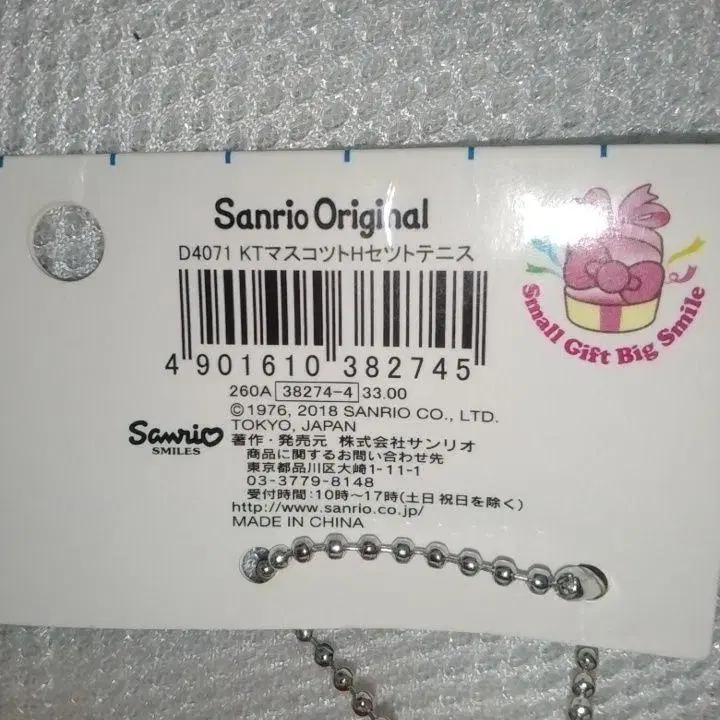 Sanrio Original
D4071 KTマスコツトHセツトテニス
4 901610 382745
260A 38274-4 33.00
©1976, 2018 SANRIO CO., LTD.
TOKYO, JAPAN
著作・発売元 株式会社サンリオ
商品に関するお問い合わせ先
東京都品川区大崎1-11-1
03-3779-8148
受付時間:10時~17時(土日祝日を除く)
http://www.sanrio.co.jp/
MADE IN CHINA
Sanrio
SMILES
Small Gift Big Smile